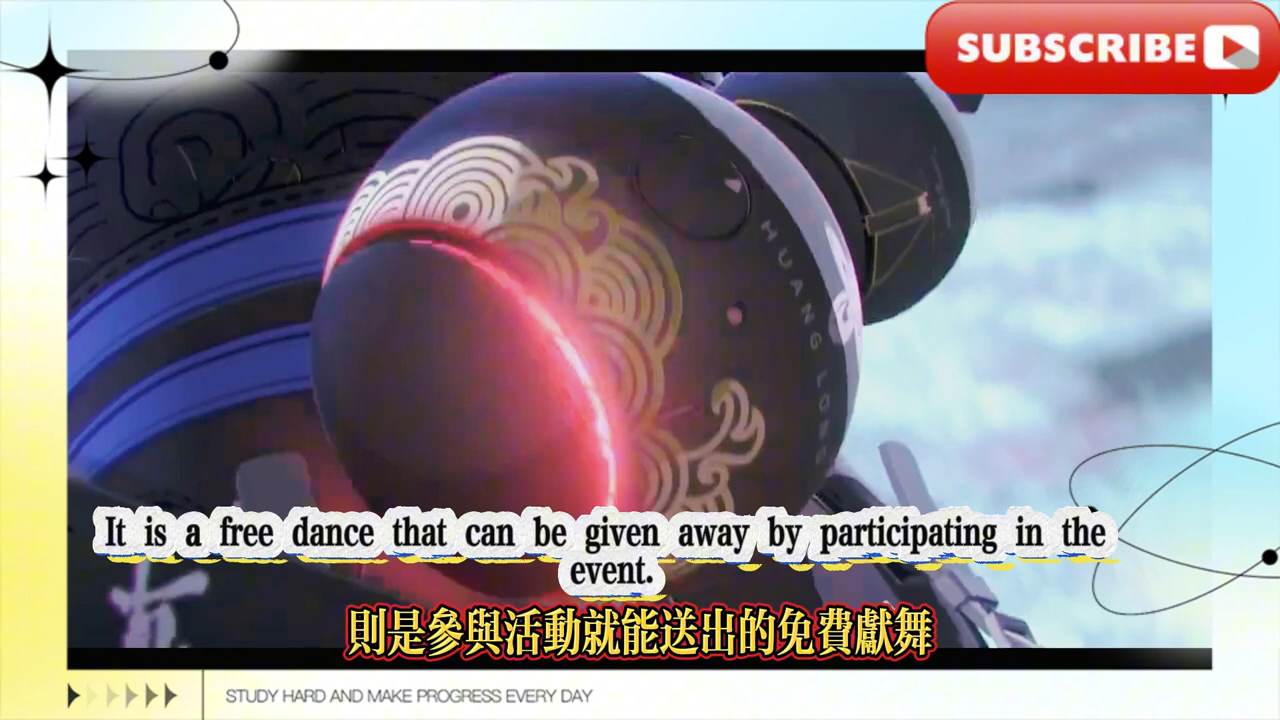 SUBSCRIBE
HUANG LONG
It is a free dance that can be given away by participating in the
event.
則是參與活動就能送出的免費獻舞
STUDY HARD AND MAKE PROGRESS EVERY DAY